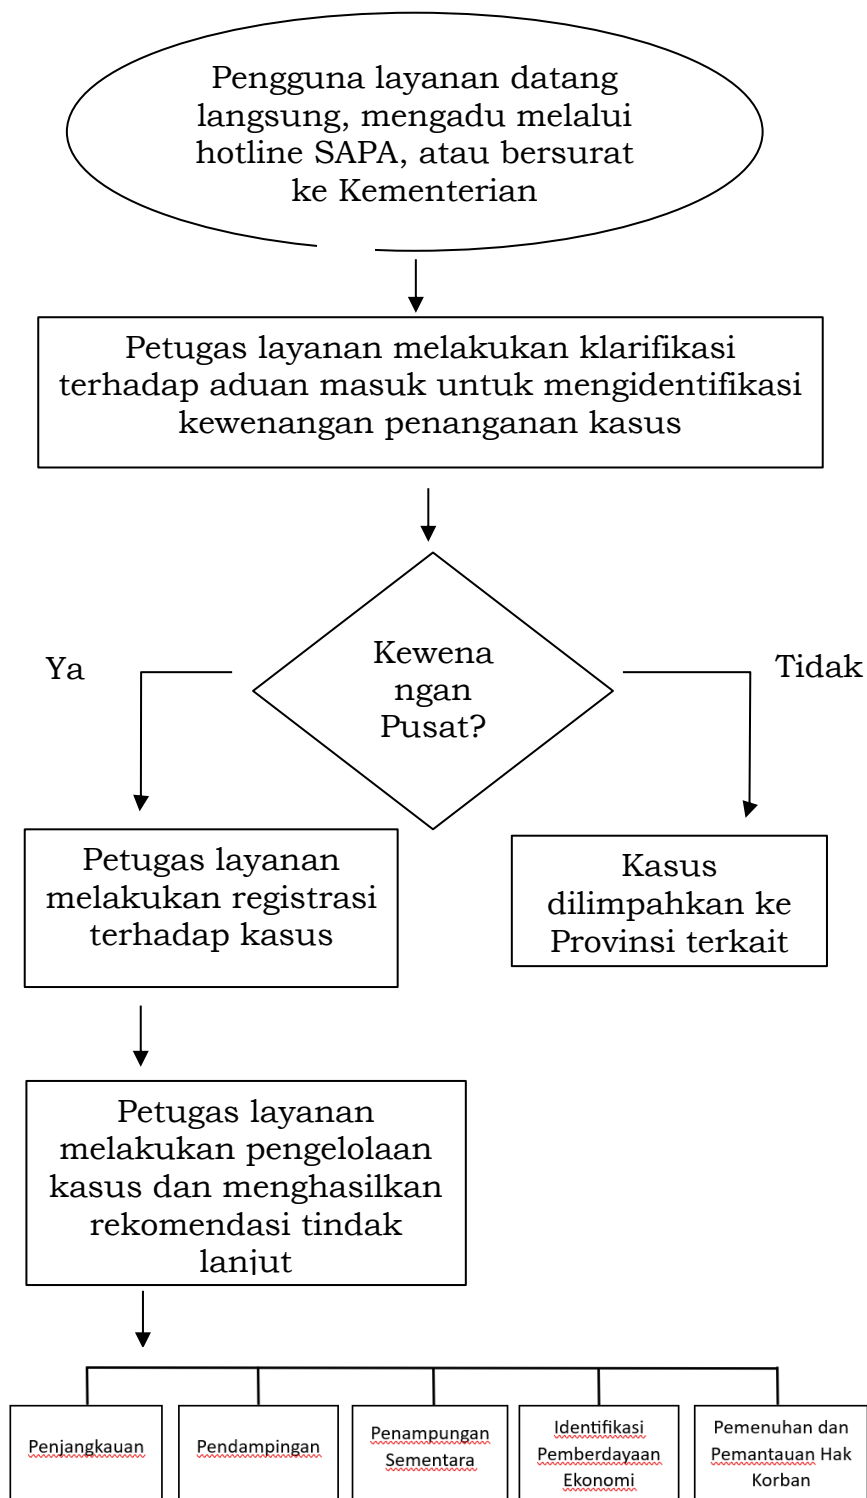 Pengguna layanan datang
langsung, mengadu melalui
hotline SAPA, atau bersurat
ke Kementerian
Petugas layanan melakukan klarifikasi
terhadap aduan masuk untuk mengidentifikasi
kewenangan penanganan kasus
Ya
Kewena
ngan
Pusat?
Tidak
Petugas layanan
melakukan registrasi
terhadap kasus
Kasus
dilimpahkan ke
Provinsi terkait
Petugas layanan
melakukan pengelolaan
kasus dan menghasilkan
rekomendasi tindak
lanjut
Penjangkauan
Pendampingan
Penampungan
Sementara
Identifikasi
Pemberdayaan
Ekonomi
Pemenuhan dan
Pemantauan Hak
Korban